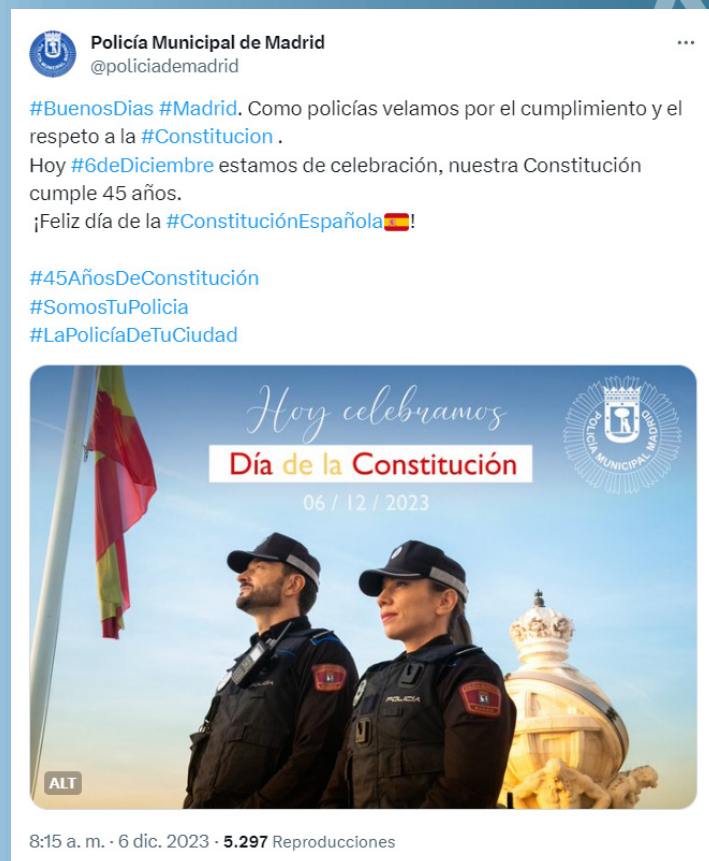 Policía Municipal de Madrid
@policiademadrid
#BuenosDias #Madrid. Como policías velamos por el cumplimiento y el
respeto a la #Constitucion .
Hoy #6deDiciembre estamos de celebración, nuestra Constitución
cumple 45 años.
¡Feliz día de la #ConstituciónEspañola🇪🇸!
#45AñosDeConstitución
#SomosTuPolicia
#LaPolicíaDeTuCiudad
Hoy celebramos
Día de la Constitución
06 / 12 / 2023
POLICÍA MUNICIPAL MADRID
POLICÍA
POLICÍA
ALT
8:15 a. m. · 6 dic. 2023 · 5.297 Reproducciones